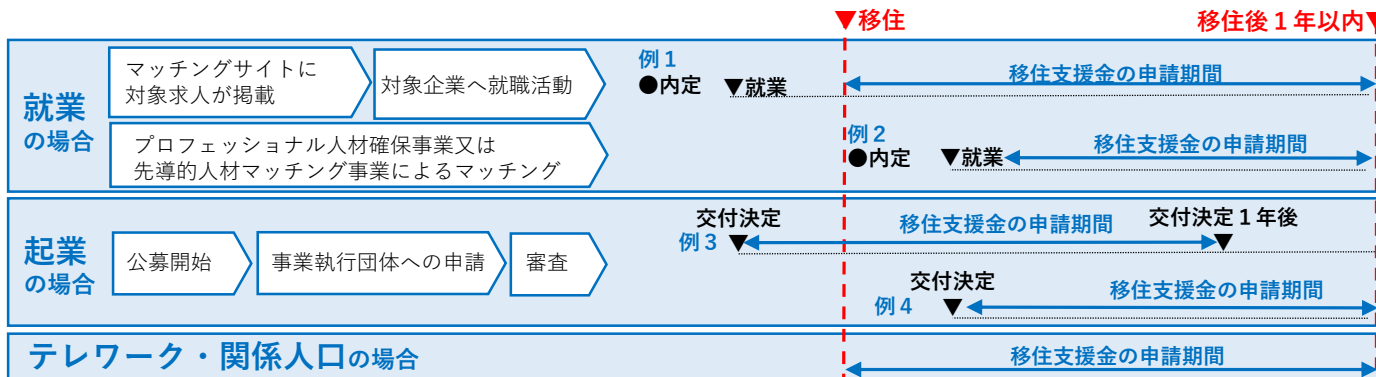 ▼移住
移住後1年以内▼
就業
の場合
マッチングサイトに
対象求人が掲載
対象企業へ就職活動
プロフェッショナル人材確保事業又は
先導的人材マッチング事業によるマッチング
例1
●内定 ▼就業
移住支援金の申請期間
例2
●内定 ▼就業
移住支援金の申請期間
起業
の場合
公募開始
事業執行団体への申請
審査
交付決定
例3 ▼
移住支援金の申請期間
交付決定1年後
▼
交付決定
例4 ▼
移住支援金の申請期間
テレワーク・関係人口の場合
移住支援金の申請期間